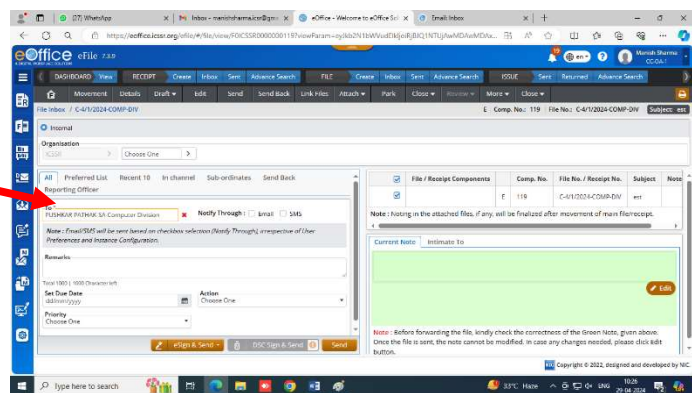 (27) WhatsApp
Inbox - manishsharma.icssr@gm
eOffice - Welcome to eOffice
Email: Inbox
https://eoffice.icssr.org/efile/#/file/view/
eOffice eFile 7.3.9
en
Manish Sharma
DASHBOARD View RECEIPT Create Inbox Sent Advance Search FILE Create Inbox Sent Advance Search ISSUE Sent Returned Advance Search
Movement Details Draft Edit Send Send Back Link Files Attach Park Close Review More Close
File Inbox / C-4/1/2024-COMP-DIV
E Comp. No.: 119 File No.: C-4/1/2024-COMP-DIV Subject: est
Internal
Organisation
ICSSR Choose One
All Preferred List Recent 10 In channel Sub-ordinates Send Back
Reporting Officer
To
PUSHKAR PATHAK-SA-Computer Division
Notify Through : Email SMS
Note : Email/SMS will be sent based on checkbox selection (Notify Through), irrespective of User
Preferences and Instance Configuration.
Remarks
Total 1000 | 1000 Character left
Set Due Date Action
dd/mm/yyyy Choose One
Priority
Choose One
eSign & Send DSC Sign & Send Send
File / Receipt Components Comp. No. File No. / Receipt No. Subject Note
E 119 C-4/1/2024-COMP-DIV est
Note : Noting in the attached files, if any, will be finalized after movement of main file/receipt.
Current Note Intimate To
Edit
Note : Before forwarding the file, kindly check the correctness of the Green Note, given above.
Once the file is sent, the note cannot be modified. In case any changes needed, please click Edit
button.
Copyright © 2022, designed and developed by NIC
Type here to search
33°C Haze
ENG
10:26
29-04-2024